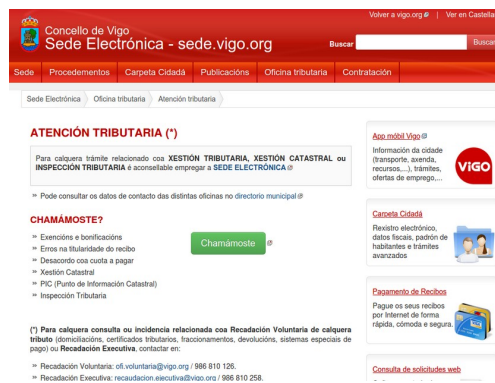 Volver a vigo.org | Ver en Castella
Concello de Vigo
Sede Electrónica - sede.vigo.org
Buscar
Buscar
Sede Procedementos Carpeta Cidadá Publicacións Oficina tributaria Contratación
Sede Electrónica Oficina tributaria Atención tributaria
ATENCIÓN TRIBUTARIA (*)
Para calquera trámite relacionado coa XESTIÓN TRIBUTARIA, XESTIÓN CATASTRAL ou
INSPECCIÓN TRIBUTARIA é aconsellable empregar a SEDE ELECTRÓNICA
» Pode consultar os datos de contacto das distintas oficinas no directorio municipal
CHAMÁMOSTE?
» Exencións e bonificacións
» Erros na titularidade do recibo
» Desacordo coa cuota a pagar
» Xestión Catastral
» PIC (Punto de Información Catastral)
» Inspección Tributaria
Chamámoste
(*) Para calquera consulta ou incidencia relacionada coa Recadación Voluntaria de calquera
tributo (domiciliacións, certificados tributarios, fraccionamentos, devolucións, sistemas especiais de
pago) ou Recadación Executiva, contactar en:
» Recadación Voluntaria: ofi.voluntaria@vigo.org / 986 810 126.
» Recadación Executiva: recaudacion.ejecutiva@vigo.org / 986 810 258.
App móbil Vigo
Información da cidade
(transporte, axenda,
recursos,...), trámites,
ofertas de emprego,...
ViGO
Carpeta Cidadá
Rexistro electrónico,
datos fiscais, padrón de
habitantes e trámites
avanzados
Pagamento de Recibos
Pague os seus recibos
por Internet de forma
rápida, cómoda e segura.
Consulta de solicitudes web